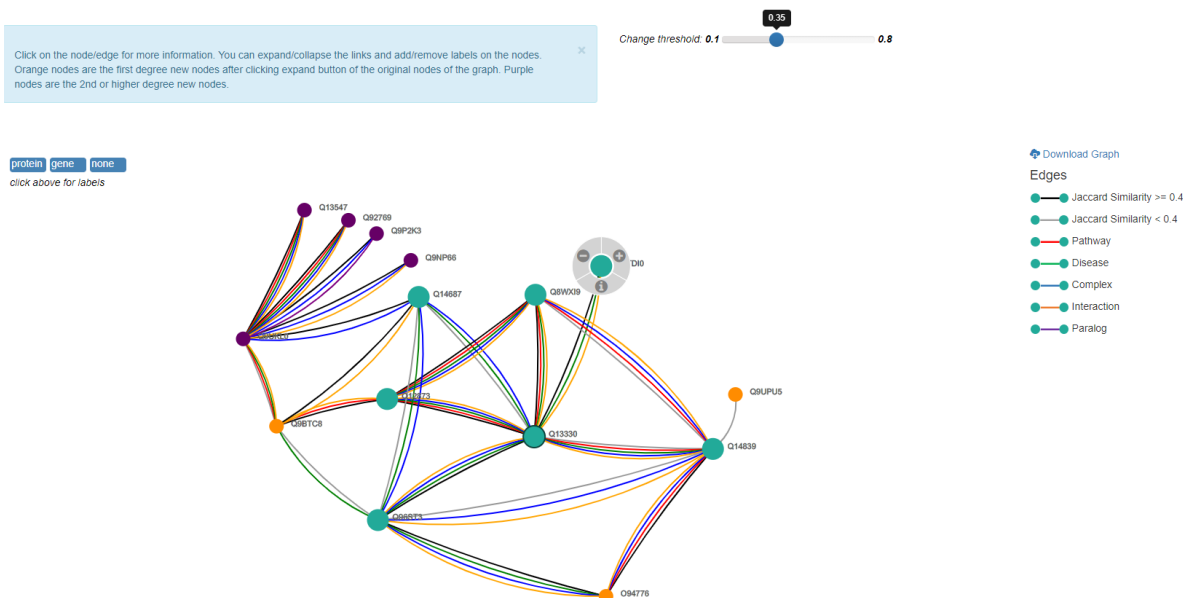 0.35
Change threshold: 0.1 0.8
Click on the node/edge for more information. You can expand/collapse the links and add/remove labels on the nodes. ×
Orange nodes are the first degree new nodes after clicking expand button of the original nodes of the graph. Purple
nodes are the 2nd or higher degree new nodes.
protein gene none
click above for labels
Download Graph
Edges
Jaccard Similarity >= 0.4
Jaccard Similarity < 0.4
Pathway
Disease
Complex
Interaction
Paralog
Q13547
Q92769
Q9P2K3
Q9NP66
Q14687
Q8WXI9
Q9UPU5
Q9BTC8
Q13330
Q14839
O94776